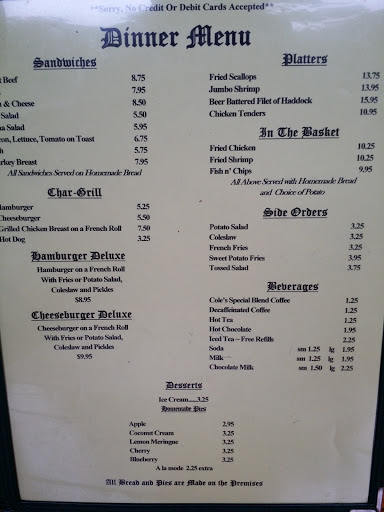 **Sorry, No Credit Or Debit Cards Accepted**
Dinner Menu
Sandwiches
Beef 8.75
7.95
& Cheese 8.50
Salad 5.50
Salad 5.95
Lettuce, Tomato on Toast 6.75
5.75
Breast 7.95
All Sandwiches Served on Homemade Bread
Char-Grill
Hamburger 5.25
Cheeseburger 5.50
Grilled Chicken Breast on a French Roll 7.50
Hot Dog 3.25
Hamburger Deluxe
Hamburger on a French Roll
With Fries or Potato Salad,
Coleslaw and Pickles
$8.95
Cheeseburger Deluxe
Cheeseburger on a French Roll
With Fries or Potato Salad,
Coleslaw and Pickles
$9.95
Platters
Fried Scallops 13.75
Jumbo Shrimp 13.95
Beer Battered Filet of Haddock 15.95
Chicken Tenders 10.95
In The Basket
Fried Chicken 10.25
Fried Shrimp 10.25
Fish n' Chips 9.95
All Above Served with Homemade Bread
and Choice of Potato
Side Orders
Potato Salad 3.25
Coleslaw 3.25
French Fries 3.25
Sweet Potato Fries 3.95
Tossed Salad 3.75
Beverages
Cole's Special Blend Coffee 1.25
Decaffeinated Coffee 1.25
Hot Tea 1.25
Hot Chocolate 1.95
Iced Tea – Free Refills 2.25
Soda sm 1.25 lg 1.95
Milk sm 1.25 lg 1.95
Chocolate Milk sm 1.50 lg 2.25
Desserts
Ice Cream......3.25
Homemade Pies
Apple 2.95
Coconut Cream 3.25
Lemon Meringue 3.25
Cherry 3.25
Blueberry 3.25
A la mode 2.25 extra
All Bread and Pies are Made on the Premises